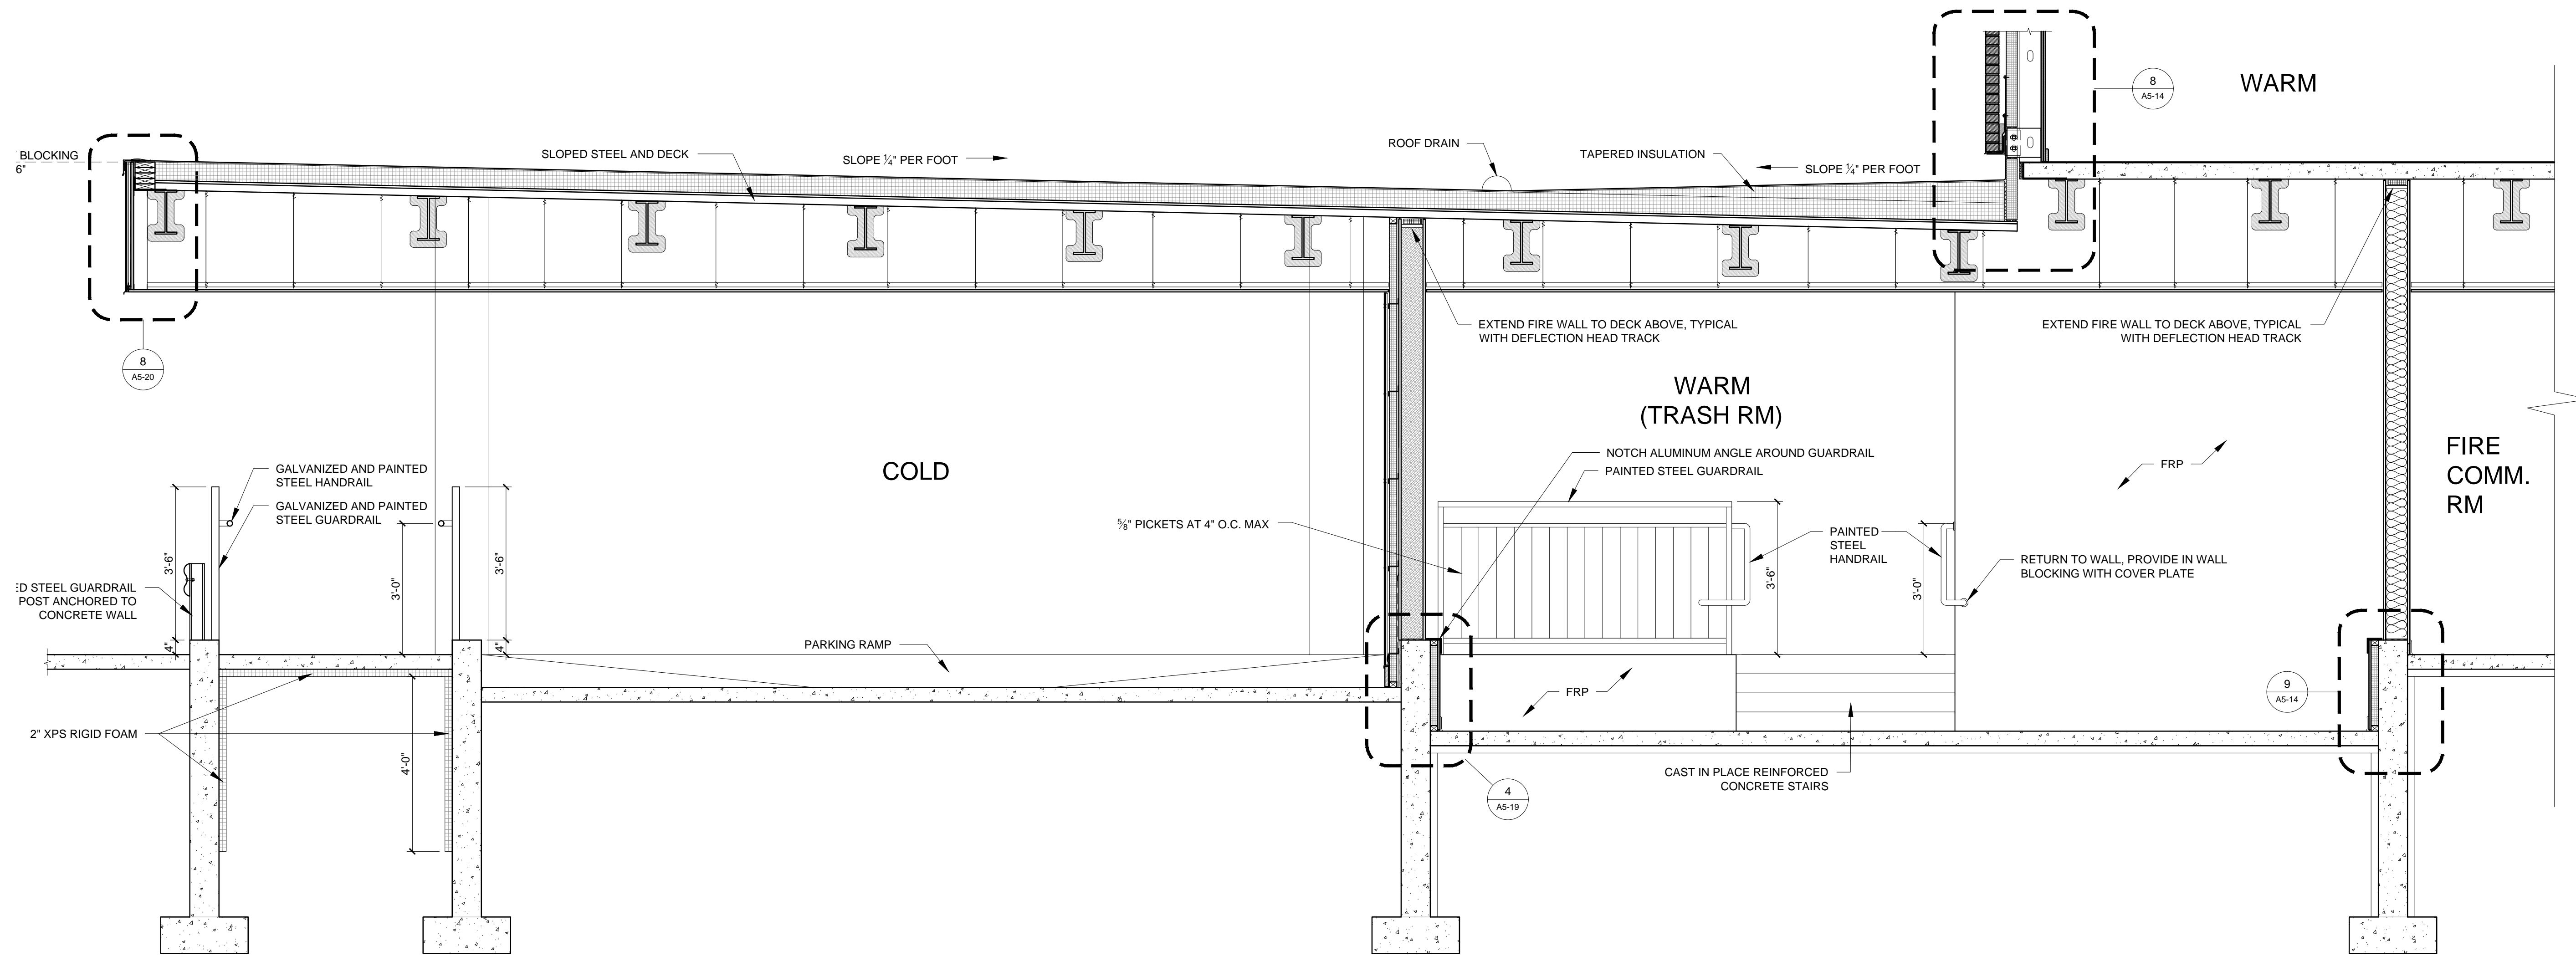 8
A5-14
WARM
BLOCKING
6"
SLOPED STEEL AND DECK
SLOPE ¼" PER FOOT
ROOF DRAIN
TAPERED INSULATION
SLOPE ¼" PER FOOT
8
A5-20
EXTEND FIRE WALL TO DECK ABOVE, TYPICAL
WITH DEFLECTION HEAD TRACK
EXTEND FIRE WALL TO DECK ABOVE, TYPICAL
WITH DEFLECTION HEAD TRACK
WARM
(TRASH RM)
COLD
GALVANIZED AND PAINTED
STEEL HANDRAIL
GALVANIZED AND PAINTED
STEEL GUARDRAIL
NOTCH ALUMINUM ANGLE AROUND GUARDRAIL
PAINTED STEEL GUARDRAIL
FRP
FIRE
COMM.
RM
⅝" PICKETS AT 4" O.C. MAX
PAINTED
STEEL
HANDRAIL
RETURN TO WALL, PROVIDE IN WALL
BLOCKING WITH COVER PLATE
3'-6"
3'-0"
3'-6"
3'-6"
3'-0"
STEEL GUARDRAIL
POST ANCHORED TO
CONCRETE WALL
4"
4"
PARKING RAMP
FRP
9
A5-14
2" XPS RIGID FOAM
4'-0"
CAST IN PLACE REINFORCED
CONCRETE STAIRS
4
A5-19